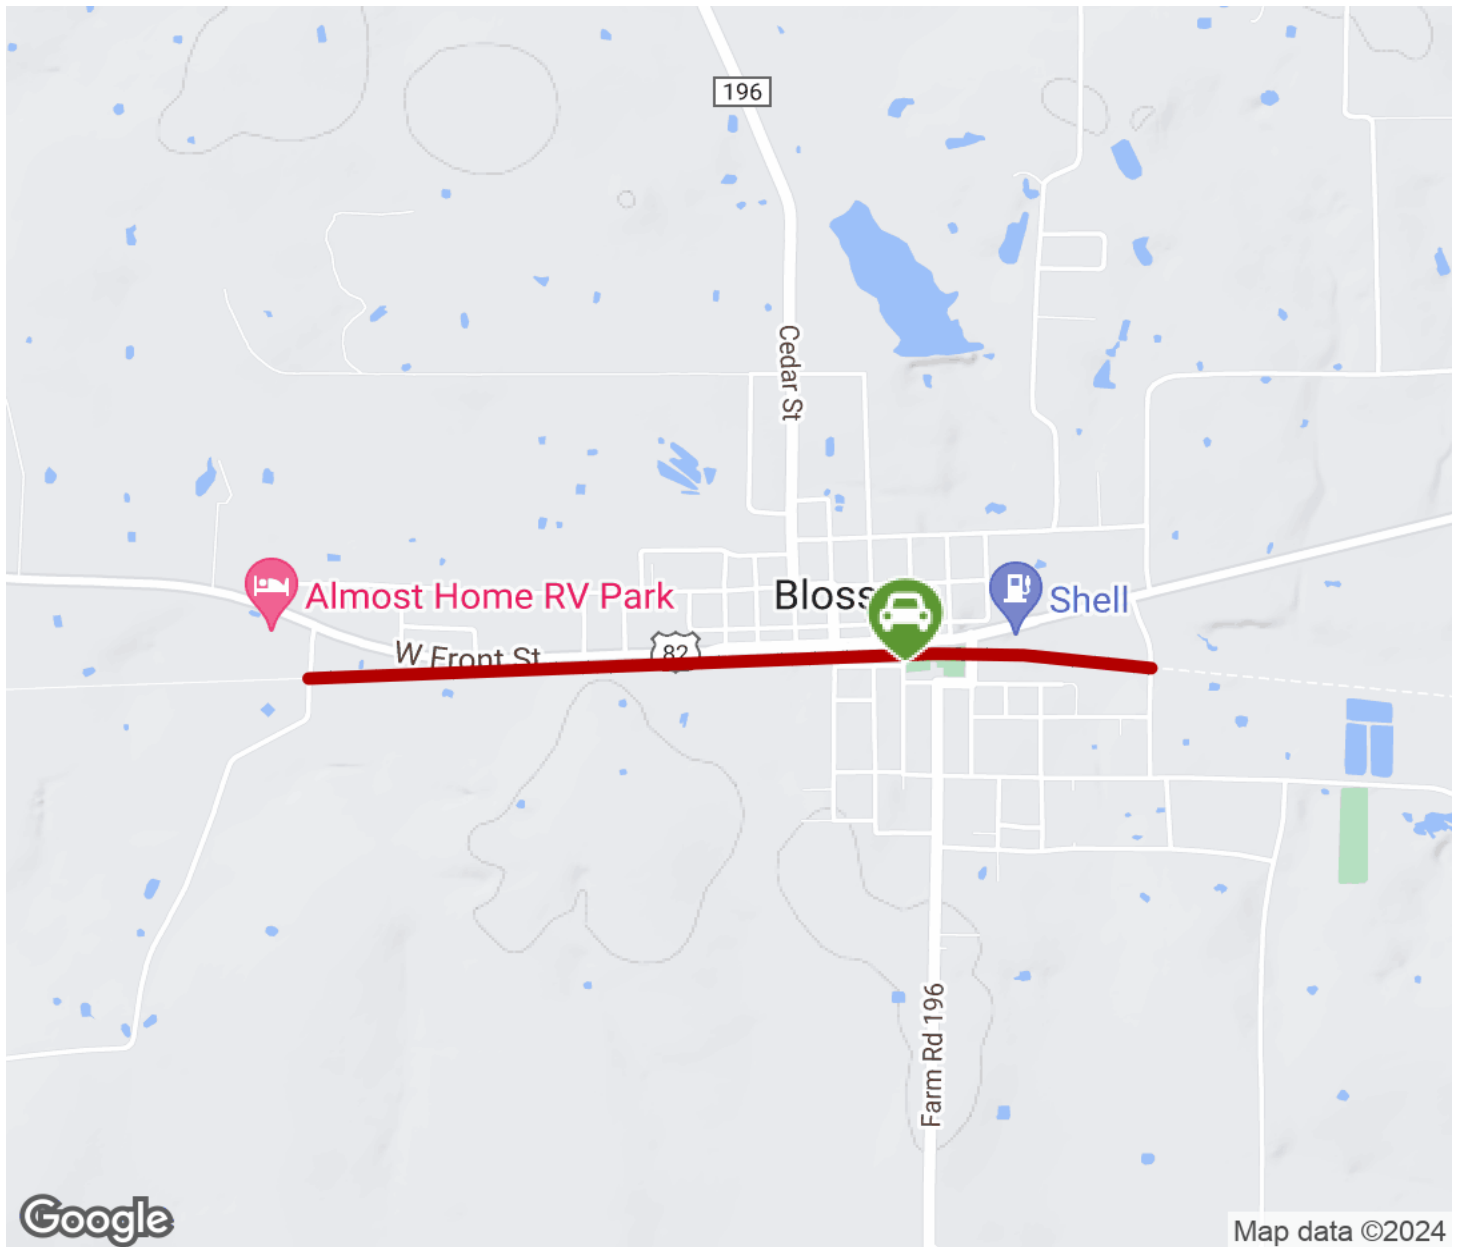 196
Cedar St
Almost Home RV Park
Bloss
Shell
W Front St
82
Farm Rd 196
Google
Map data ©2024